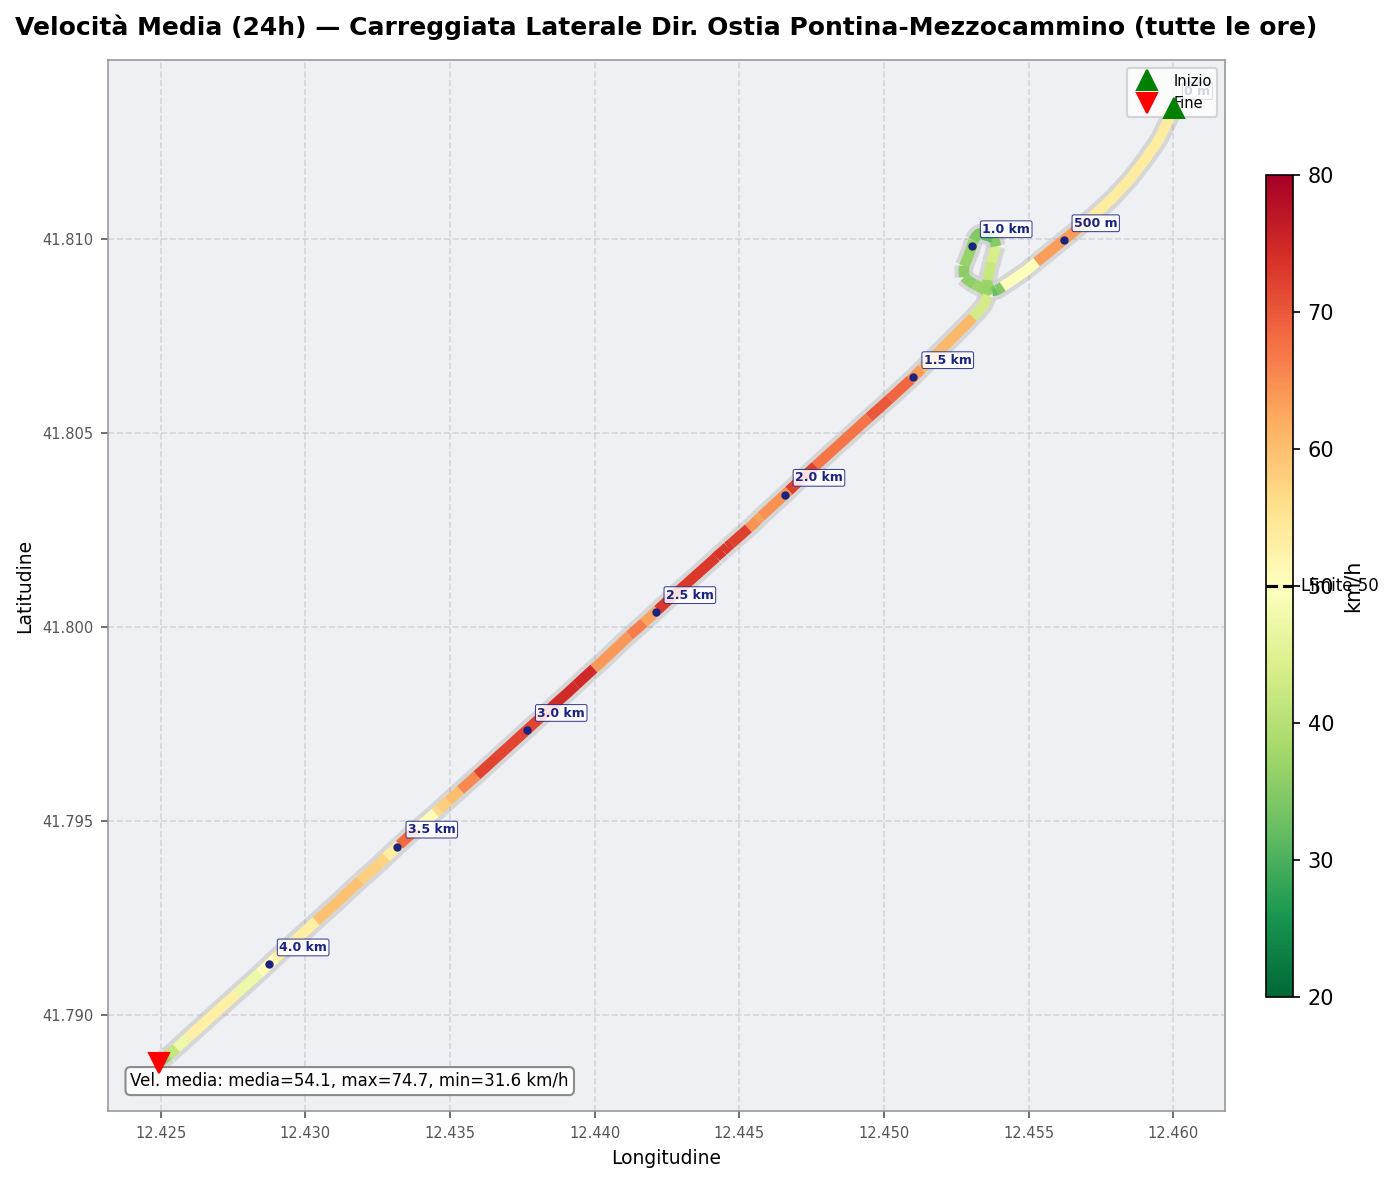 Velocità Media (24h) — Carreggiata Laterale Dir. Ostia Pontina-Mezzocammino (tutte le ore)
Inizio
Fine
0 m
500 m
1.0 km
1.5 km
2.0 km
2.5 km
3.0 km
3.5 km
4.0 km
41.810
41.805
41.800
41.795
41.790
Latitudine
Vel. media: media=54.1, max=74.7, min=31.6 km/h
12.425
12.430
12.435
12.440
12.445
12.450
12.455
12.460
Longitudine
80
70
60
50
Limite 50
40
30
20
km/h